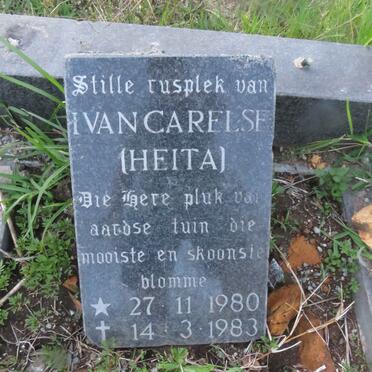 Stille rusplek van
IVAN CARELSE
(HEITA)
Die Here pluk van
aardse tuin die
mooiste en skoonste
blomme
★ 27 11 1980
✝ 14 3 1983